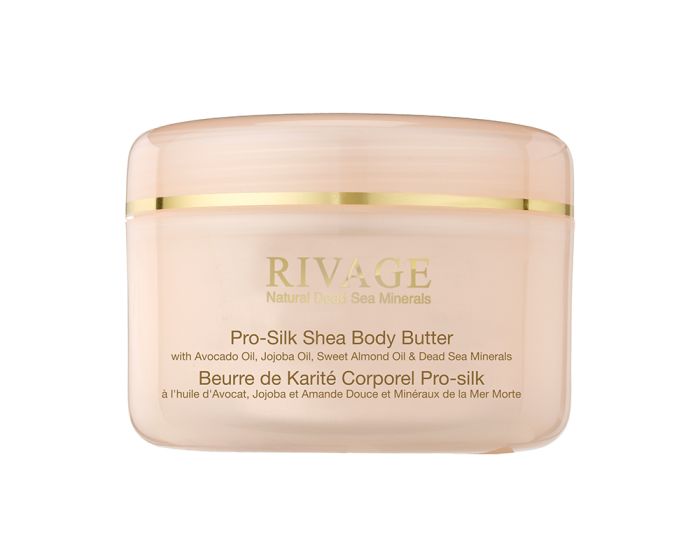 RIVAGE
Natural Dead Sea Minerals
Pro-Silk Shea Body Butter
with Avocado Oil, Jojoba Oil, Sweet Almond Oil & Dead Sea Minerals
Beurre de Karité Corporel Pro-silk
à l'huile d'Avocat, Jojoba et Amande Douce et Minéraux de la Mer Morte